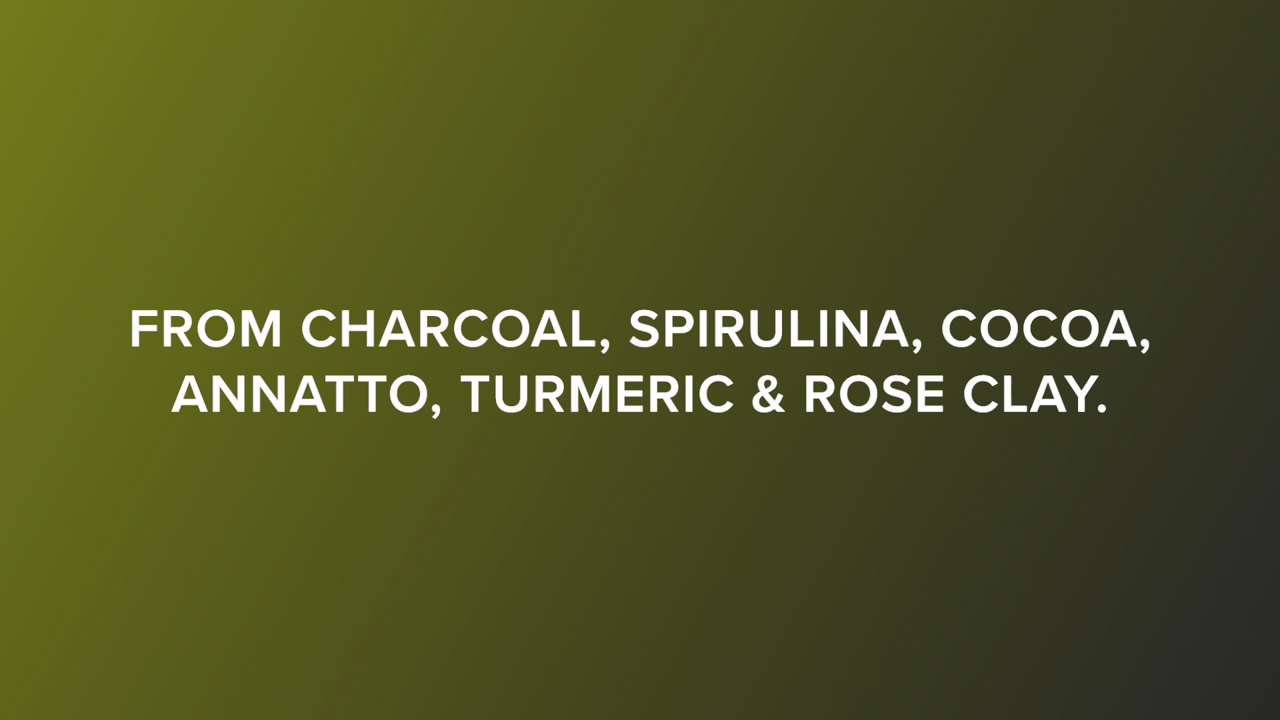 FROM CHARCOAL, SPIRULINA, COCOA,
ANNATTO, TURMERIC & ROSE CLAY.